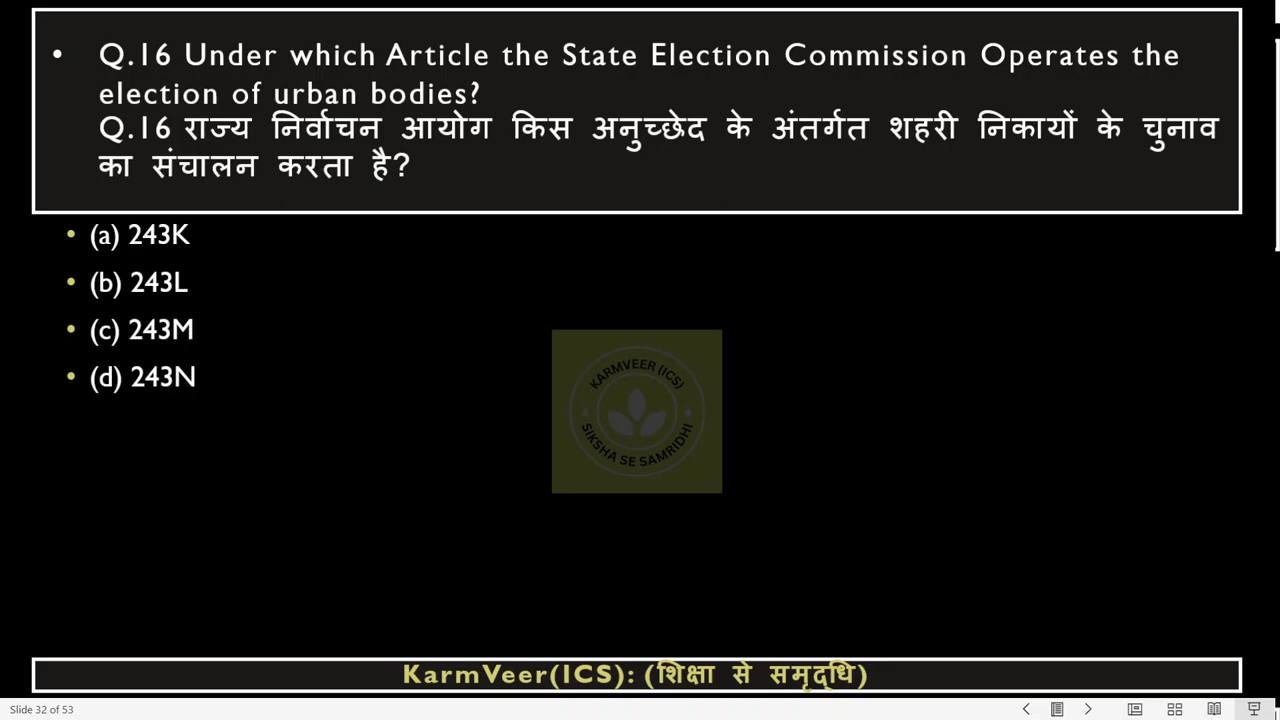 • Q.16 Under which Article the State Election Commission Operates the
election of urban bodies?
Q.16 राज्य निर्वाचन आयोग किस अनुच्छेद के अंतर्गत शहरी निकायों के चुनाव
का संचालन करता है?
• (a) 243K
• (b) 243L
• (c) 243M
• (d) 243N
KARMVEER (ICS)
SIKSHA SE SAMRIDHI
KarmVeer(ICS): (शिक्षा से समृद्धि)
Slide 32 of 53